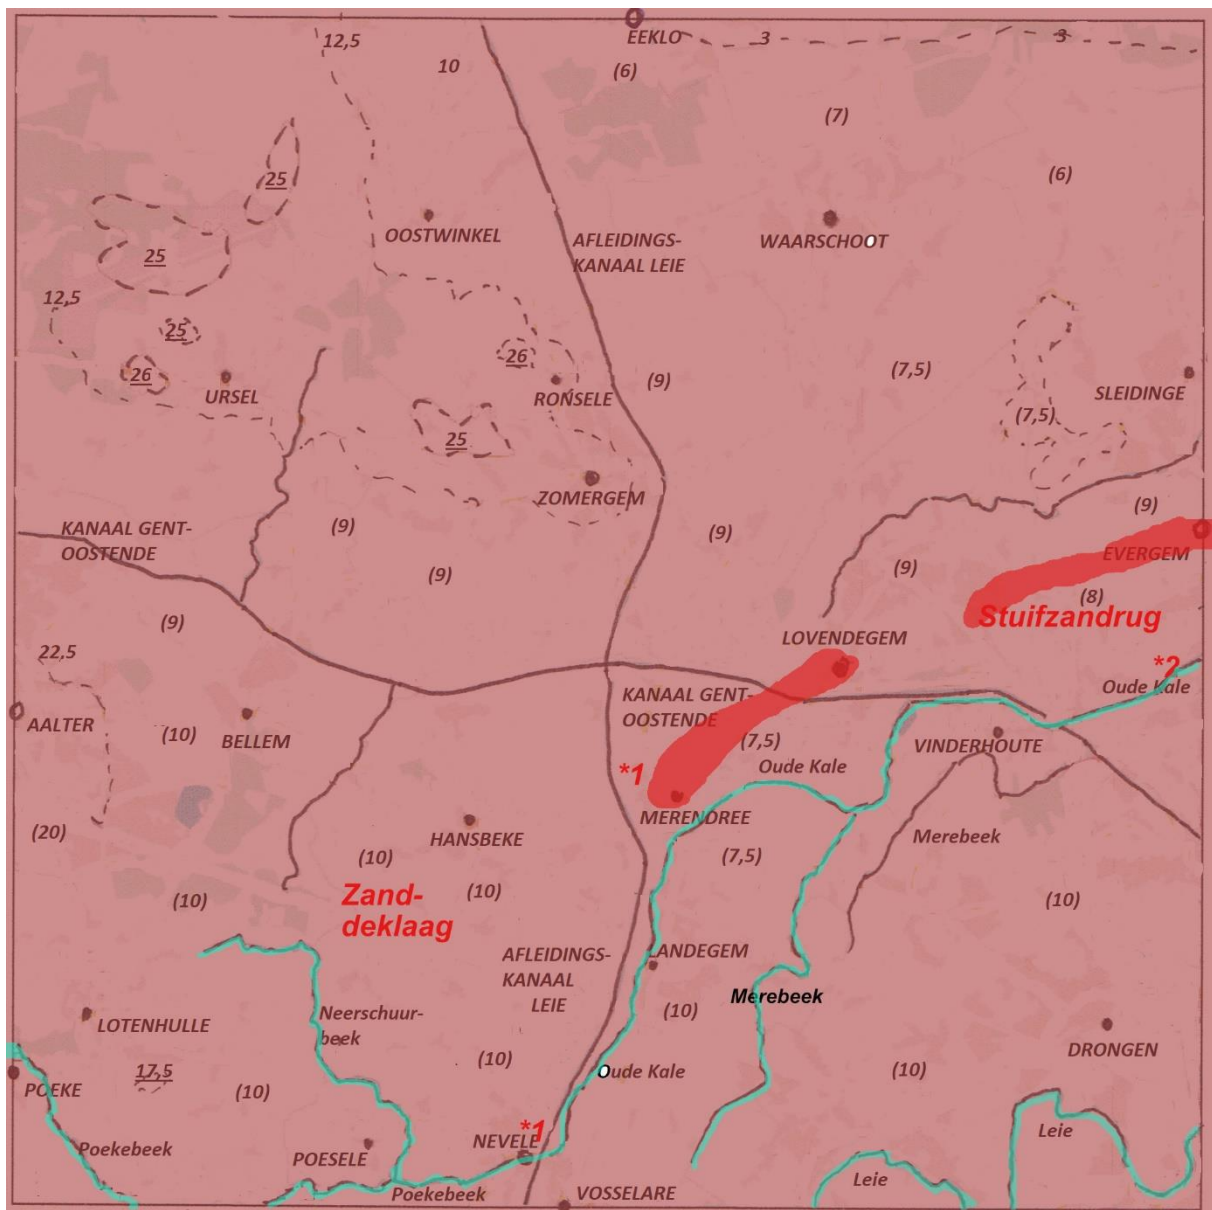 EEKLO
3
3
12,5
10
(6)
(7)
(6)
25
OOSTWINKEL
AFLEIDINGS-
KANAAL LEIE
WAARSCHOOT
25
12,5
25
26
26
URSEL
RONSELE
(9)
(7,5)
SLEIDINGE
(7,5)
25
ZOMERGEM
KANAAL GENT-
OOSTENDE
(9)
(9)
(9)
(9)
EVERGEM
(9)
(9)
(8)
Stuifzandrug
LOVENDEGEM
22,5
*2
Oude Kale
KANAAL GENT-
OOSTENDE
AALTER
(10)
BELLEM
(7,5)
VINDERHOUTE
*1
Oude Kale
MERENDREE
(20)
HANSBEKE
Merebeek
(10)
(7,5)
(10)
Zand-
deklaag
(10)
(10)
AFLEIDINGS-
KANAAL
LEIE
LANDEGEM
Merebeek
(10)
LOTENHULLE
Neerschuur-
beek
DRONGEN
(10)
17,5
POEKE
(10)
Oude Kale
(10)
*1
NEVELE
Leie
Poekebeek
POESELE
Poekebeek
VOSSELARE
Leie